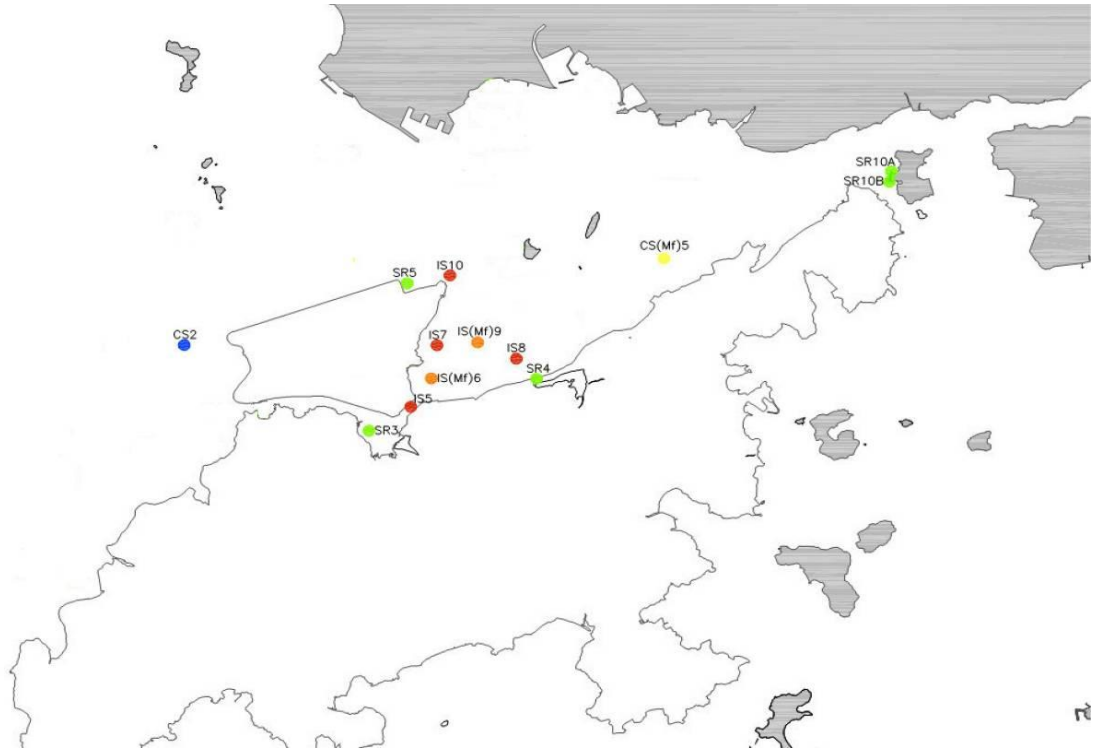 SR10A
SR10B
CS(Mf)5
SR5
IS10
CS2
IS7
IS(Mf)9
IS8
SR4
IS(Mf)6
IS5
SR3